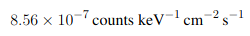 8.56 × 10⁻⁷ counts keV⁻¹ cm⁻² s⁻¹